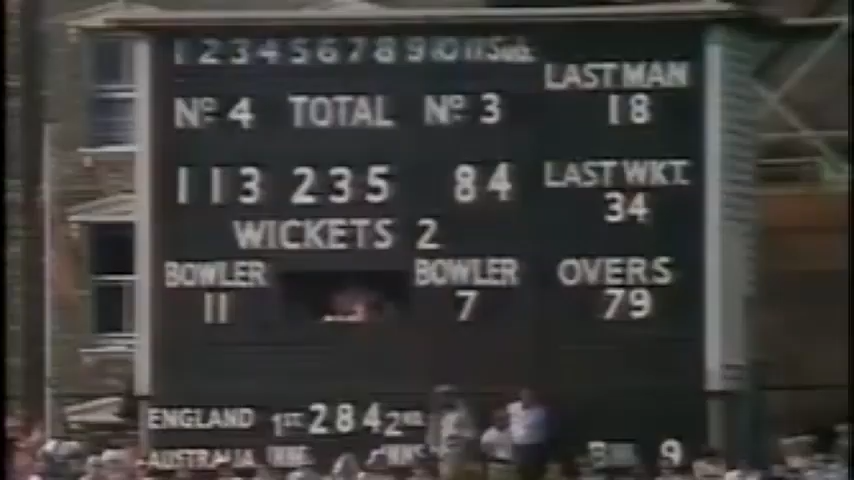 1 2 3 4 5 6 7 8 9 10 11 Sub.
LAST MAN
Nº 4 TOTAL Nº 3 18
113 235 84 LAST WKT.
34
WICKETS 2
BOWLER BOWLER OVERS
11 7 79
ENGLAND 1ST 284 2ND
AUSTRALIA 9